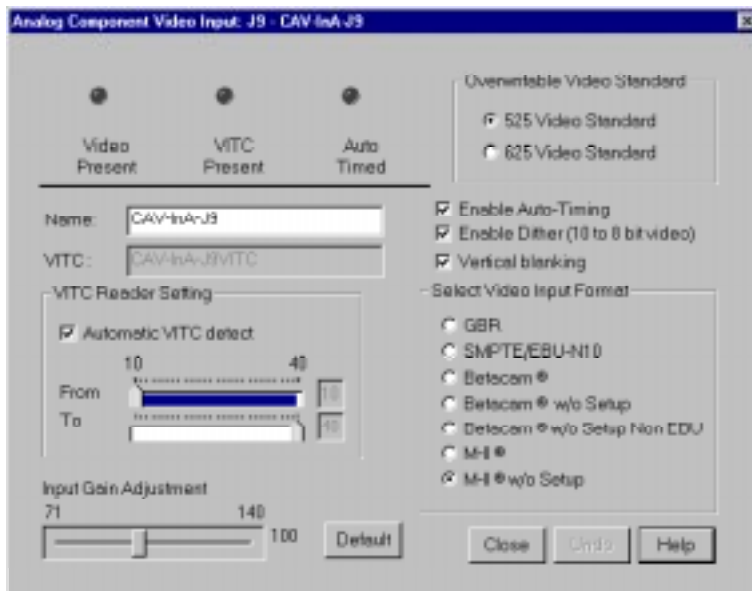 Analog Component Video Input: J9 - CAV-InA-J9
Video Present
VITC Present
Auto Timed
Overwritable Video Standard
525 Video Standard
625 Video Standard
Name:
CAV-InA-J9
VITC:
CAV-InA-J9VITC
Enable Auto-Timing
Enable Dither (10 to 8 bit video)
Vertical blanking
VITC Reader Setting
Automatic VITC detect
10
40
From
10
To
40
Select Video Input Format
GBR
SMPTE/EBU-N10
Betacam ®
Betacam ® w/o Setup
Betacam ® w/o Setup Non EBU
M-II ®
M-II ® w/o Setup
Input Gain Adjustment
71
140
100
Default
Close
Undo
Help